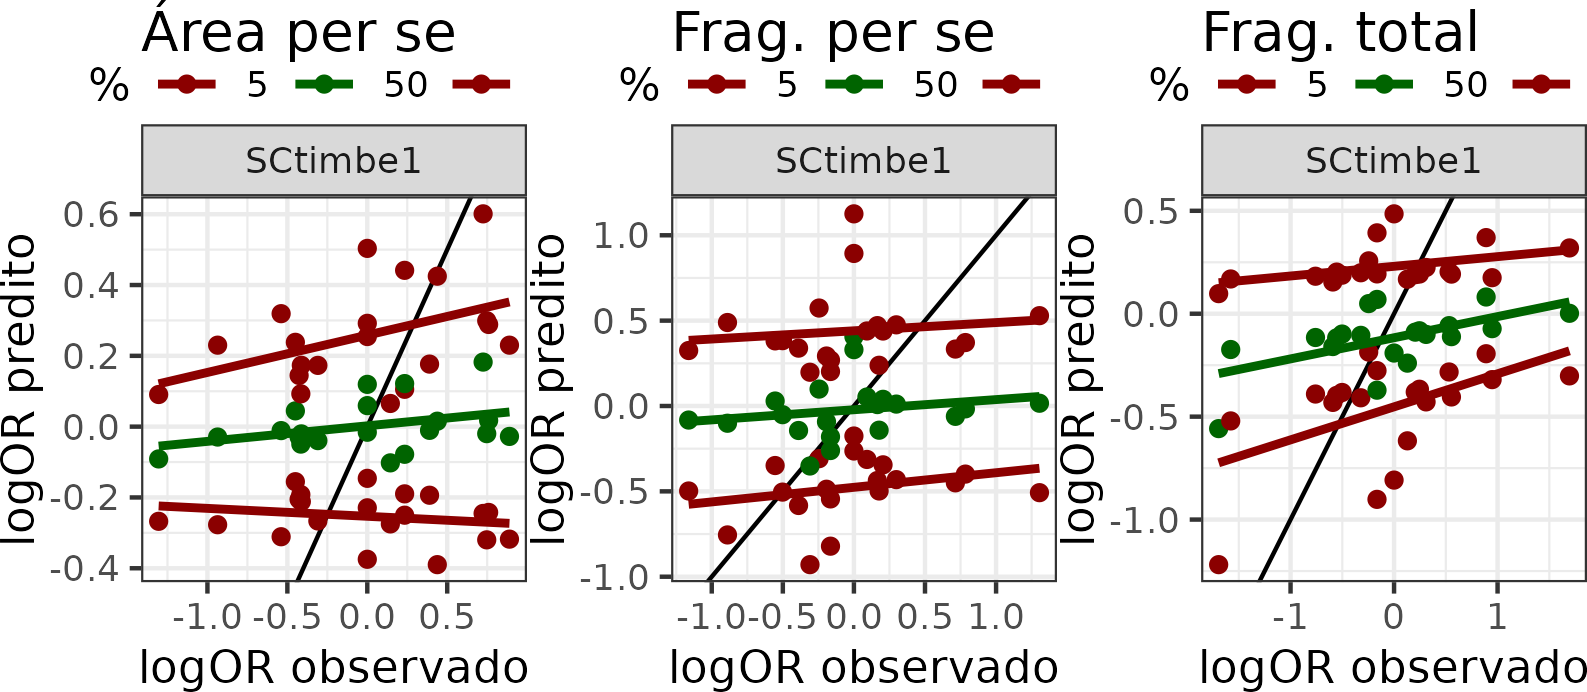 Área per se
% 5 50
SCtimbe1
logOR predito
0.6
0.4
0.2
0.0
-0.2
-0.4
-1.0 -0.5 0.0 0.5
logOR observado
Frag. per se
% 5 50
SCtimbe1
logOR predito
1.0
0.5
0.0
-0.5
-1.0
-1.0 -0.5 0.0 0.5 1.0
logOR observado
Frag. total
% 5 50
SCtimbe1
logOR predito
0.5
0.0
-0.5
-1.0
-1 0 1
logOR observado